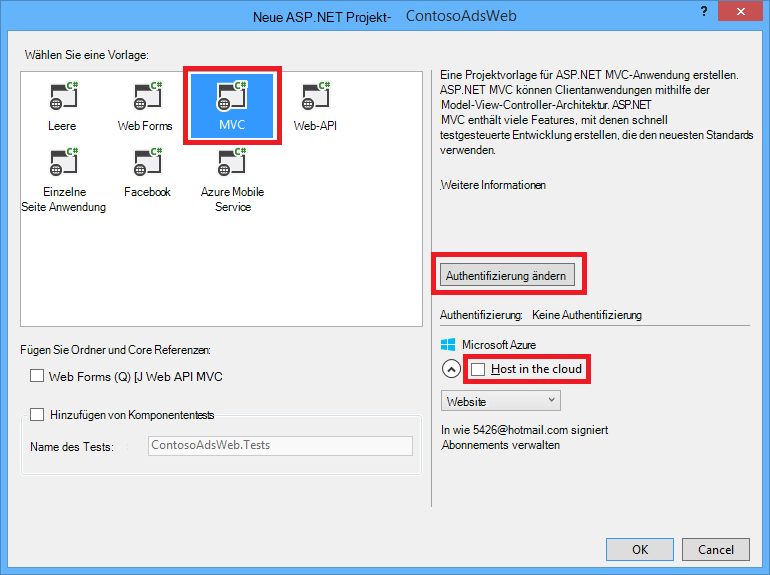 Neue ASP.NET Projekt- ContosoAdsWeb
?
Wählen Sie eine Vorlage:
C#
Leere
C#
Web Forms
C#
MVC
C#
Web-API
C#
Einzelne
Seite Anwendung
C#
Facebook
C#
Azure Mobile
Service
Fügen Sie Ordner und Core Referenzen:
Web Forms (Q) [J Web API MVC
Hinzufügen von Komponententests
Name des Tests:
ContosoAdsWeb.Tests
Eine Projektvorlage für ASP.NET MVC-Anwendung erstellen.
ASP.NET MVC können Clientanwendungen mithilfe der
Model-View-Controller-Architektur. ASP.NET
MVC enthält viele Features, mit denen schnell
testgesteuerte Entwicklung erstellen, die den neuesten Standards
verwenden.
Weitere Informationen
Authentifizierung ändern
Authentifizierung: Keine Authentifizierung
Microsoft Azure
Host in the cloud
Website
In wie 5426@hotmail.com signiert
Abonnements verwalten
OK
Cancel